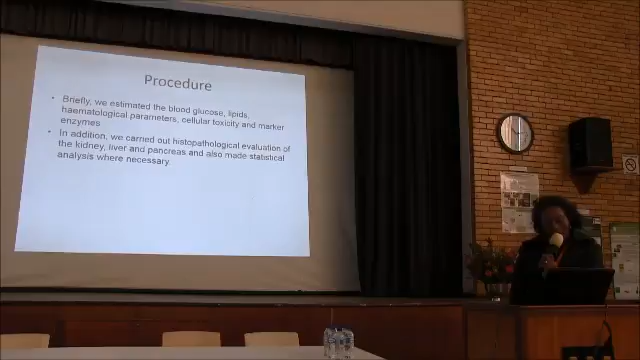 Procedure
• Briefly, we estimated the blood glucose, lipids,
haematological parameters, cellular toxicity and marker
enzymes
• In addition, we carried out histopathological evaluation of
the kidney, liver and pancreas and also made statistical
analysis where necessary.